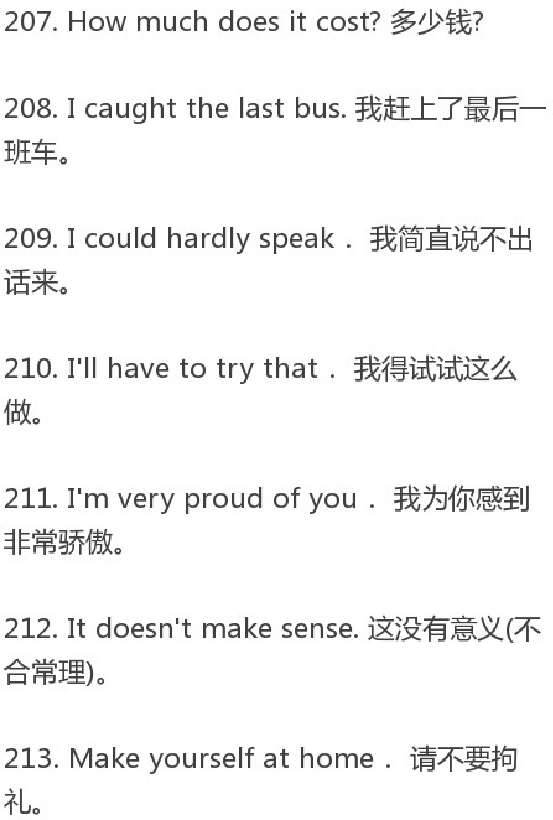 207. How much does it cost? 多少钱?
208. I caught the last bus. 我赶上了最后一
班车。
209. I could hardly speak． 我简直说不出
话来。
210. I'll have to try that． 我得试试这么
做。
211. I'm very proud of you． 我为你感到
非常骄傲。
212. It doesn't make sense. 这没有意义(不
合常理)。
213. Make yourself at home． 请不要拘
礼。